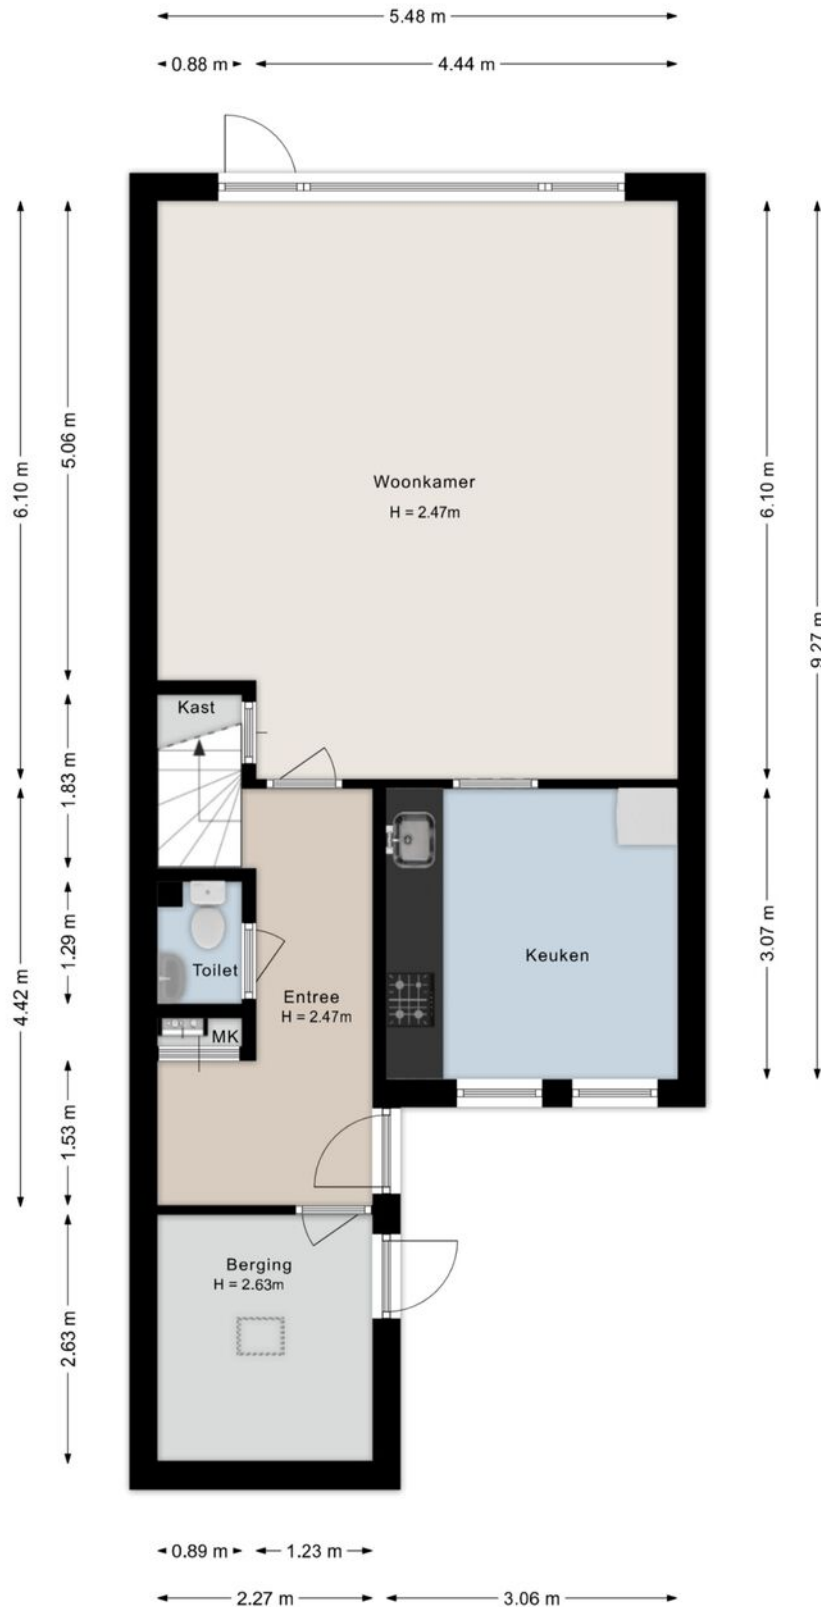 5.48 m
0.88 m
4.44 m
5.06 m
6.10 m
6.10 m
9.27 m
Woonkamer
H = 2.47m
Kast
1.83 m
Toilet
1.29 m
Keuken
3.07 m
Entree
H = 2.47m
4.42 m
MK
1.53 m
Berging
H = 2.63m
2.63 m
0.89 m
1.23 m
2.27 m
3.06 m